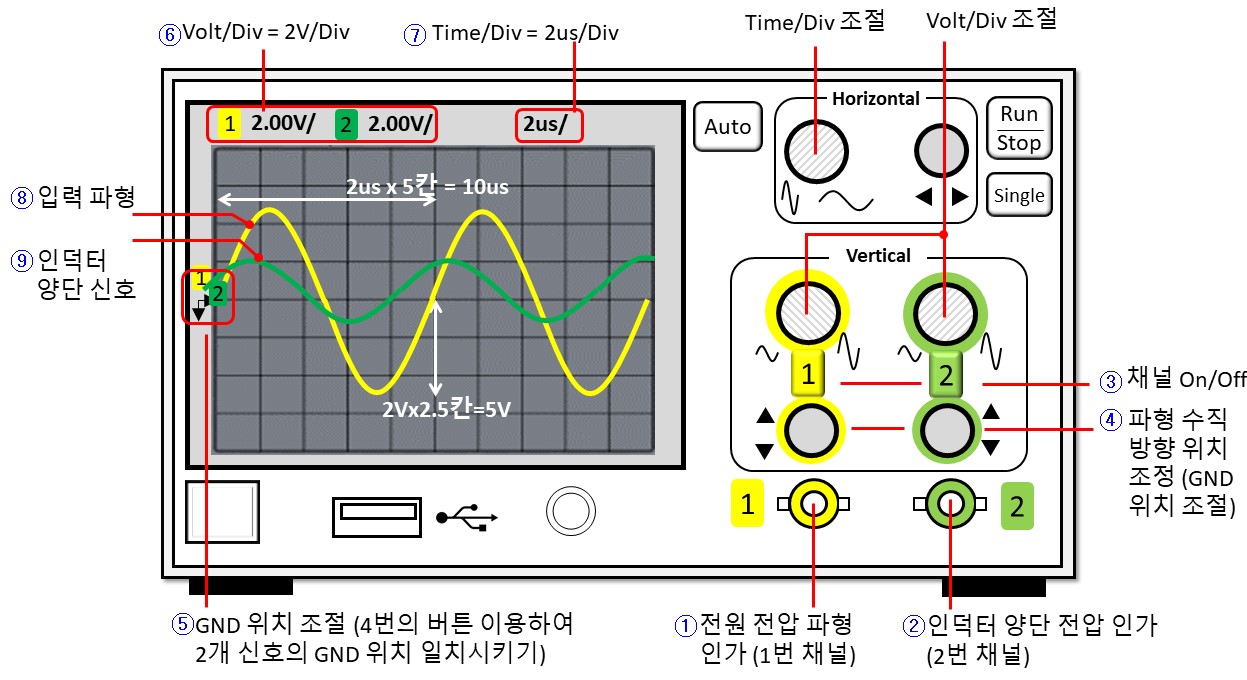 ⑥Volt/Div = 2V/Div
⑦ Time/Div = 2us/Div
Time/Div 조절
Volt/Div 조절
1 2.00V/ 2 2.00V/
2us/
Auto
Horizontal
Run
Stop
Single
⑧ 입력 파형
2us x 5칸 = 10us
⑨ 인덕터
양단 신호
1
2
2Vx2.5칸=5V
Vertical
1
2
③ 채널 On/Off
④ 파형 수직
방향 위치
조정 (GND
위치 조절)
1
2
⑤GND 위치 조절 (4번의 버튼 이용하여
2개 신호의 GND 위치 일치시키기)
① 전원 전압 파형
인가 (1번 채널)
② 인덕터 양단 전압 인가
(2번 채널)